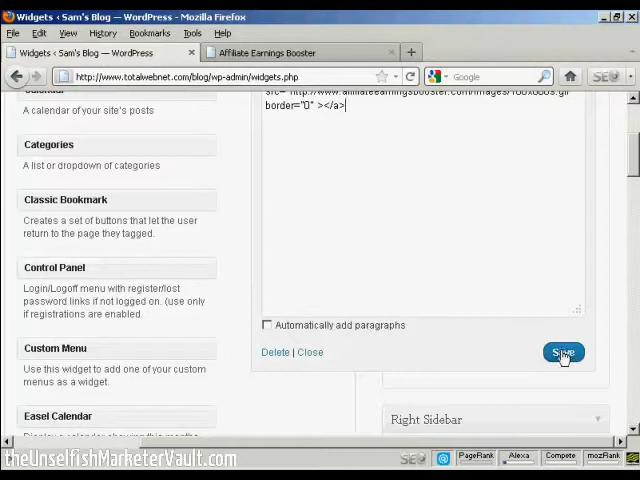 Widgets ‹ Sam's Blog — WordPress - Mozilla Firefox
File Edit View History Bookmarks Tools Help
Widgets ‹ Sam's Blog — WordPress Affiliate Earnings Booster
http://www.totalwebnet.com/blog/wp-admin/widgets.php Google SEO
A calendar of your site's posts
Categories
A list or dropdown of categories
Classic Bookmark
Creates a set of buttons that let the user
return to the page they tagged.
Control Panel
Login/Logoff menu with register/lost
password links if not logged on. (use only
if registrations are enabled.
Custom Menu
Use this widget to add one of your custom
menus as a widget.
Easel Calendar
border="0" ></a>
Automatically add paragraphs
Delete | Close
Save
Right Sidebar
SEO PageRank Alexa Compete mozRank
theUnselfishMarketerVault.com